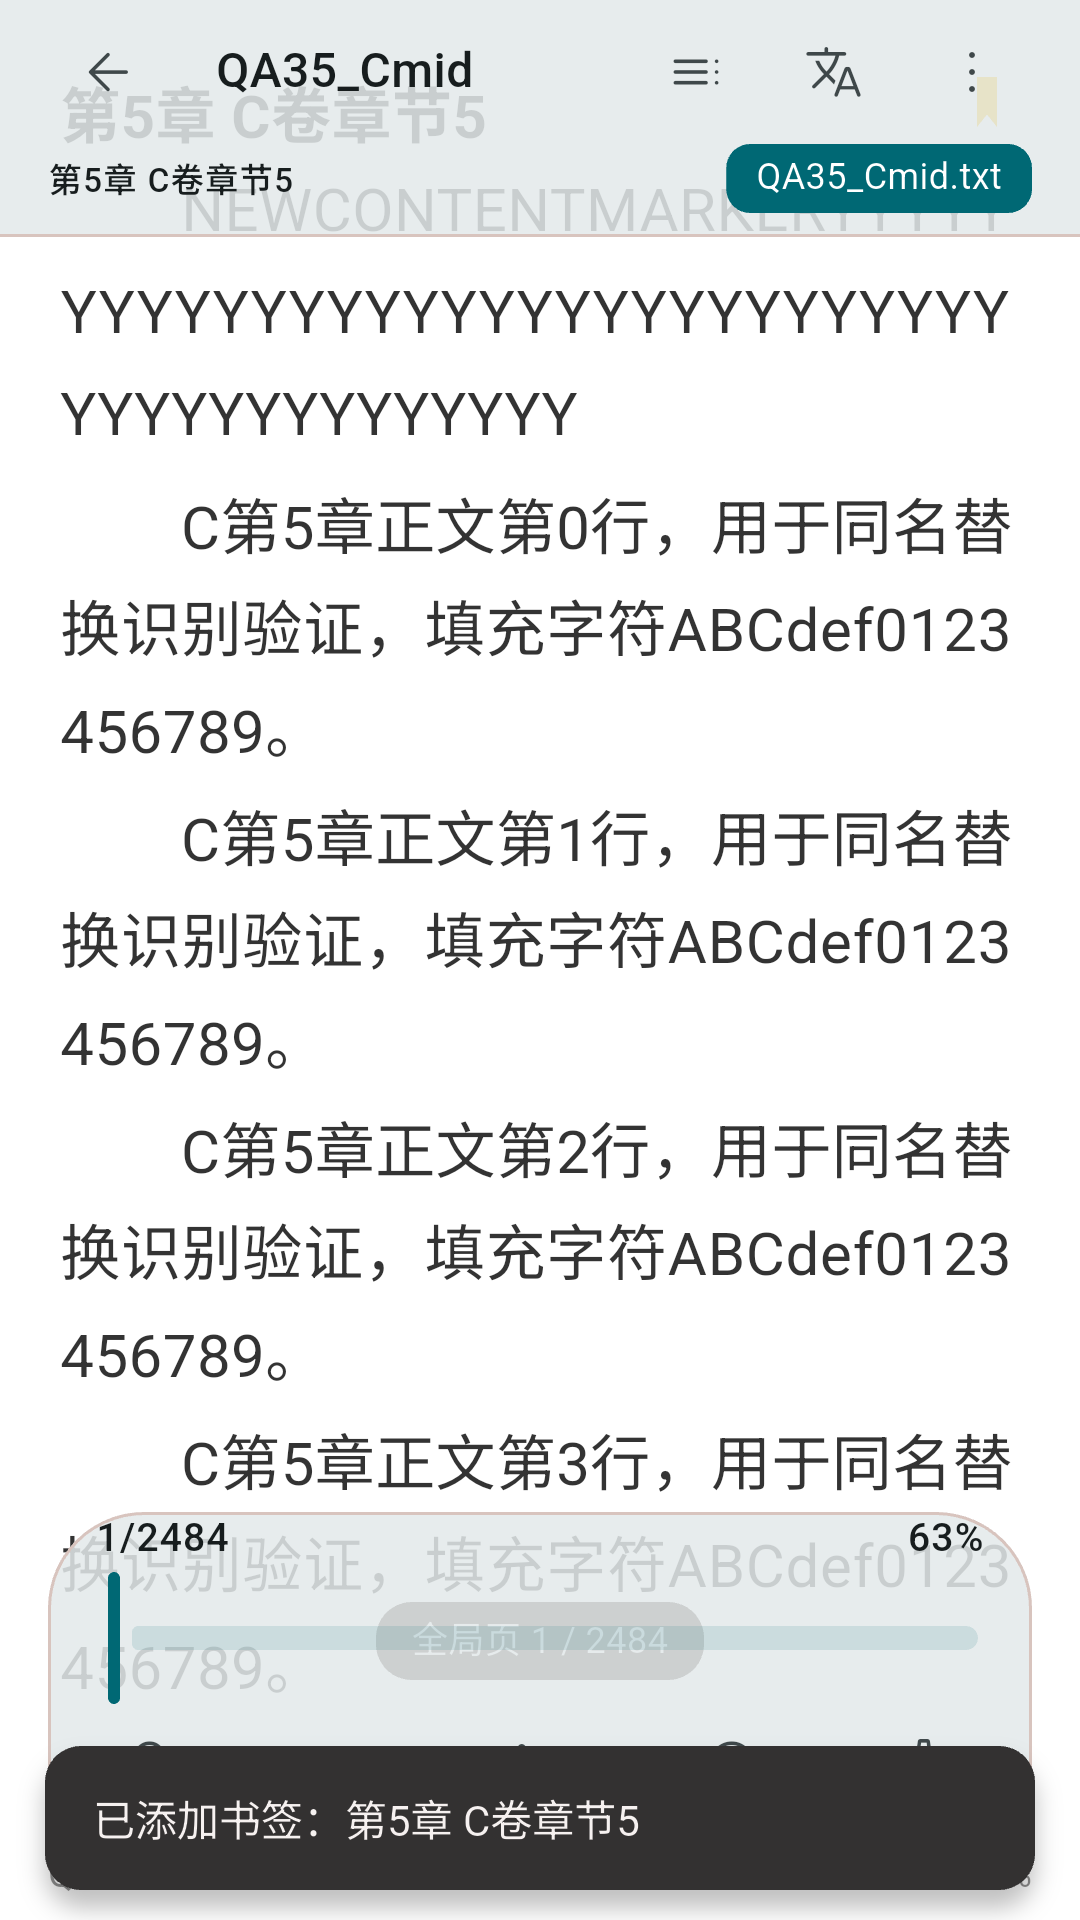 QA35_Cmid
第5章 C卷章节5
第5章 C卷章节5
QA35_Cmid.txt
NEWCONTENTMARKERYYYYY
YYYYYYYYYYYYYYYYYYYYYYYYY
YYYYYYYYYYYYYY
C第5章正文第0行，用于同名替
换识别验证，填充字符ABCdef0123
456789。
C第5章正文第1行，用于同名替
换识别验证，填充字符ABCdef0123
456789。
C第5章正文第2行，用于同名替
换识别验证，填充字符ABCdef0123
456789。
C第5章正文第3行，用于同名替
1/2484
63%
换识别验证，填充字符ABCdef0123
全局页 1 / 2484
456789。
已添加书签：第5章 C卷章节5